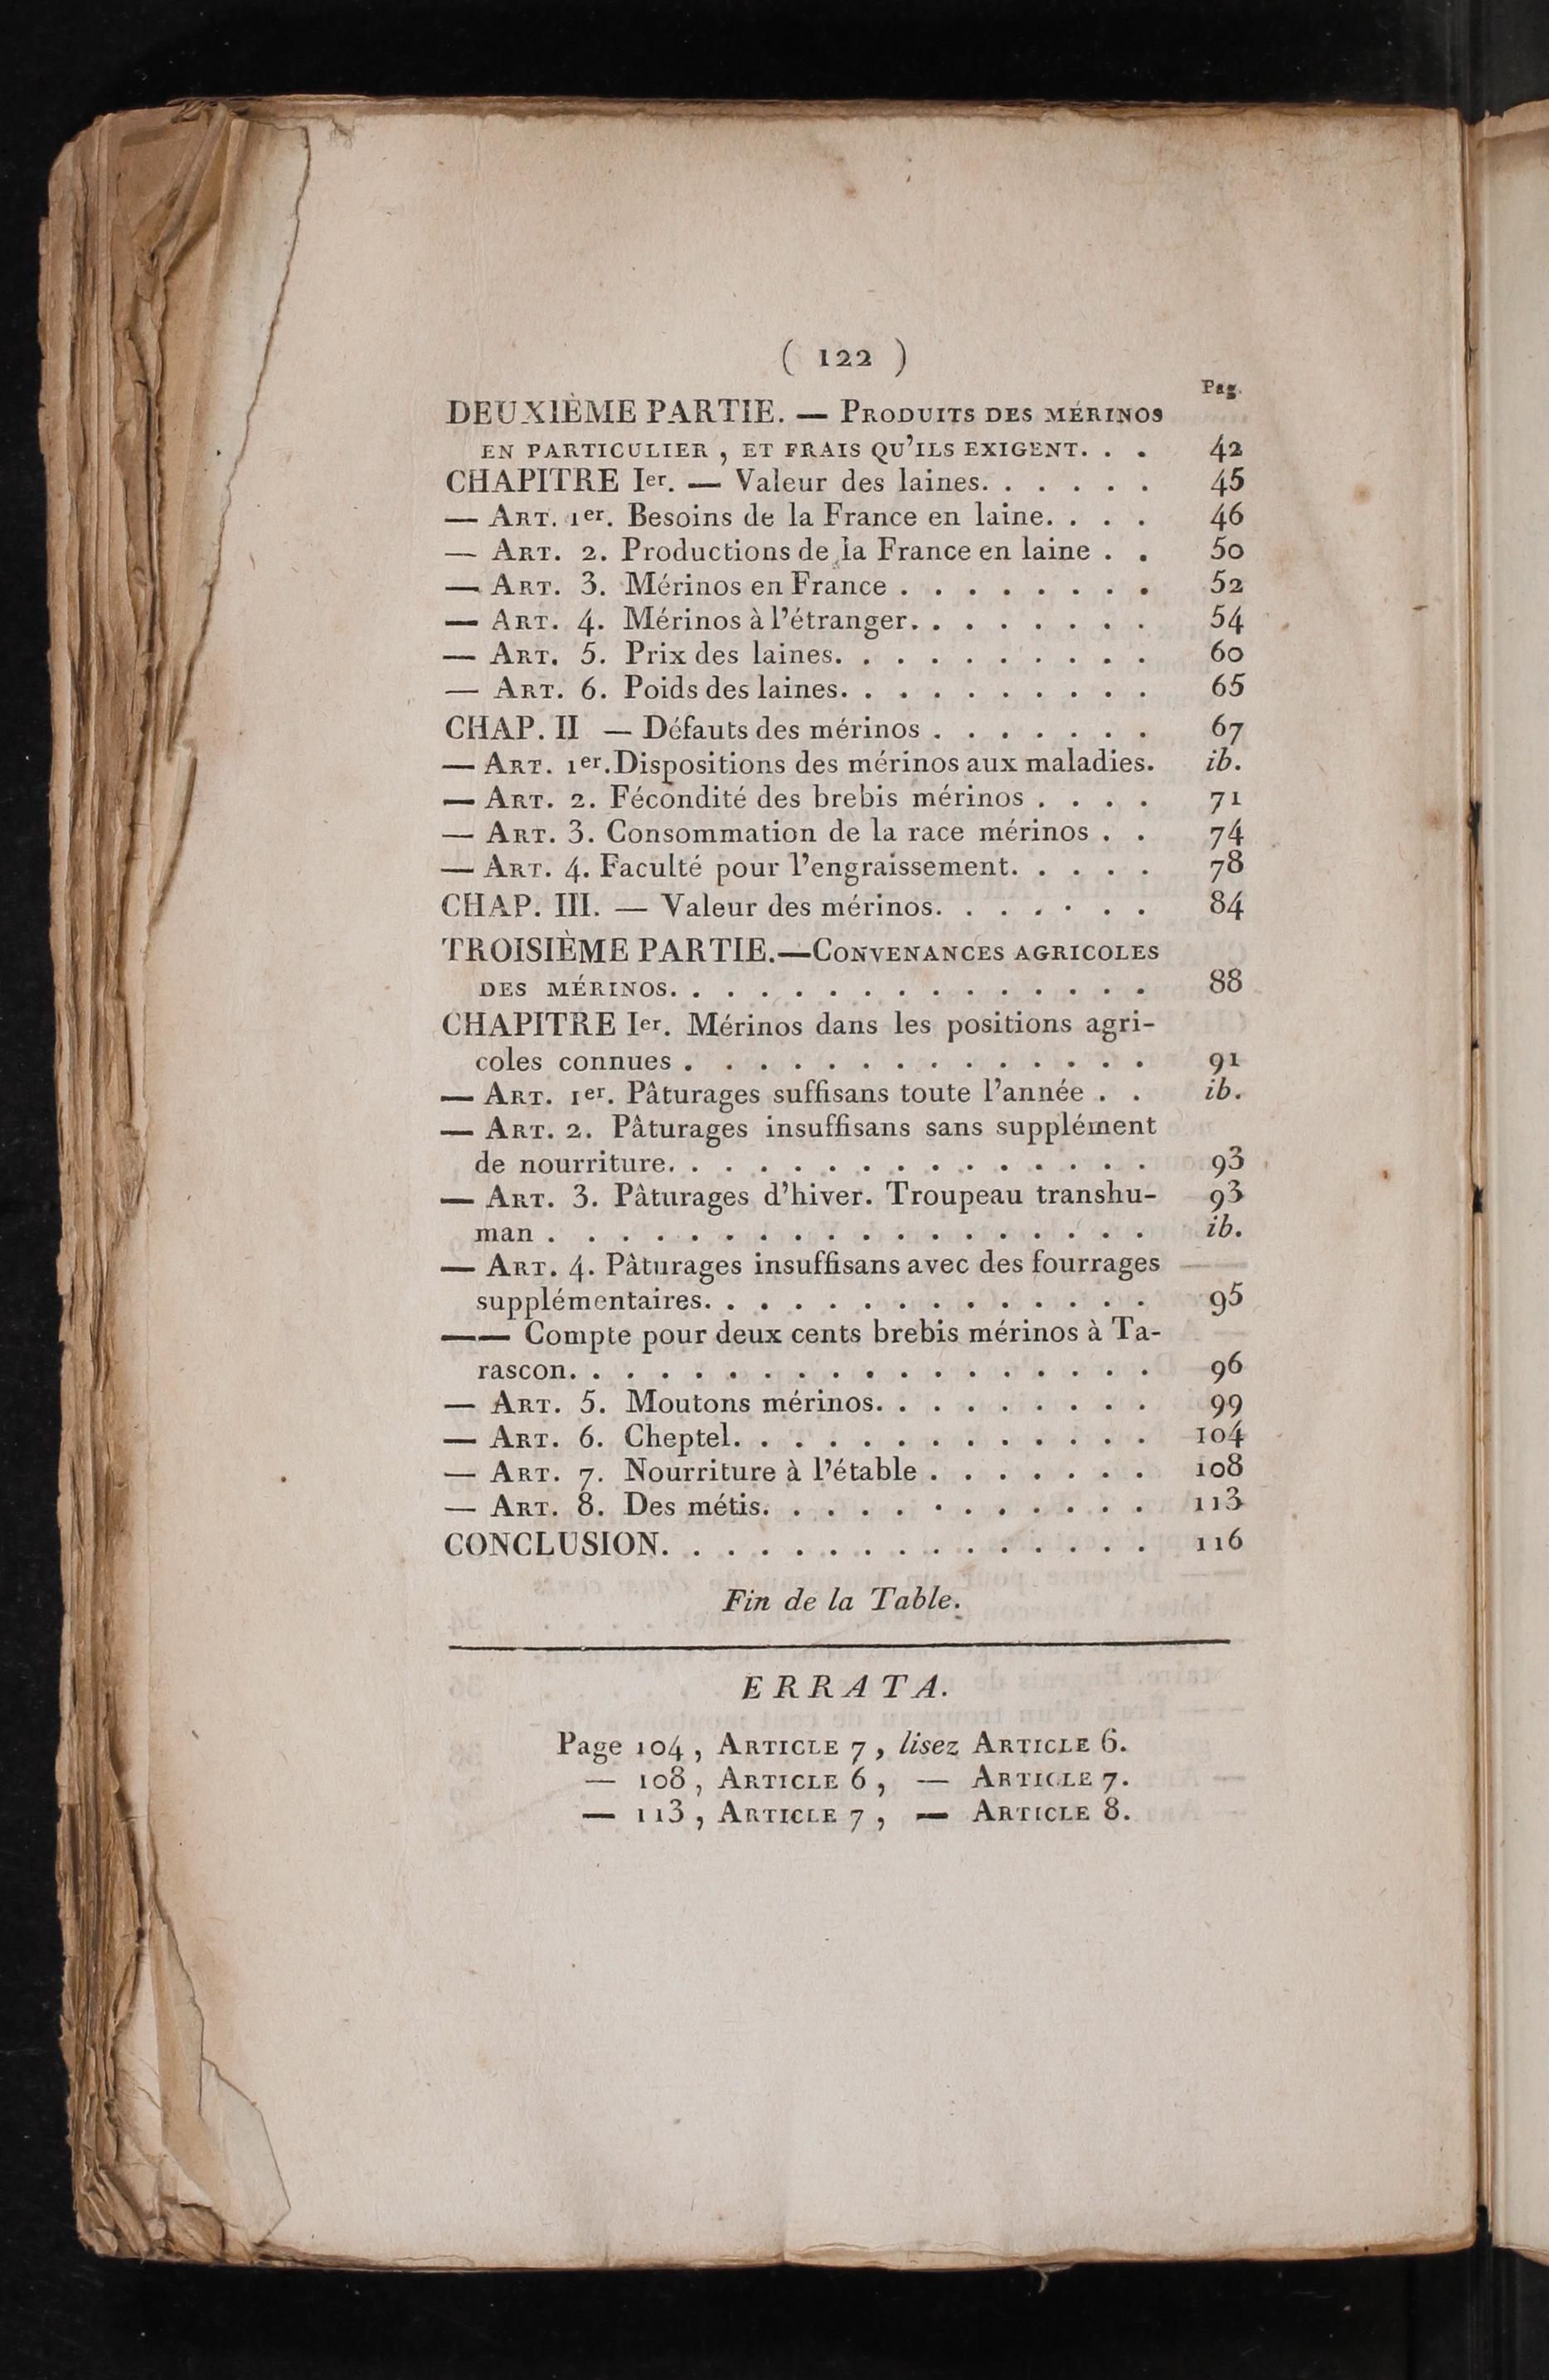 ( 122 )
Pag.
DEUXIÈME PARTIE. — PRODUITS DES MÉRINOS
EN PARTICULIER , ET FRAIS QU'ILS EXIGENT. . . 42
CHAPITRE Ier. — Valeur des laines. . . . . . 45
— ART. 1er. Besoins de la France en laine. . . . 46
— ART. 2. Productions de la France en laine . . 50
— ART. 3. Mérinos en France . . . . . . . . 52
— ART. 4. Mérinos à l'étranger. . . . . . . . 54
— ART. 5. Prix des laines. . . . . . . . . . 60
— ART. 6. Poids des laines. . . . . . . . . . 65
CHAP. II — Défauts des mérinos . . . . . . . 67
— ART. 1er. Dispositions des mérinos aux maladies. ib.
— ART. 2. Fécondité des brebis mérinos . . . . 71
— ART. 3. Consommation de la race mérinos . . 74
— ART. 4. Faculté pour l'engraissement. . . . . 78
CHAP. III. — Valeur des mérinos. . . . . . . 84
TROISIÈME PARTIE.—CONVENANCES AGRICOLES
DES MÉRINOS. . . . . . . . . . . . . . . 88
CHAPITRE Ier. Mérinos dans les positions agri-
coles connues . . . . . . . . . . . . . . 91
— ART. 1er. Pâturages suffisans toute l'année . . ib.
— ART. 2. Pâturages insuffisans sans supplément
de nourriture. . . . . . . . . . . . . . . 93
— ART. 3. Pâturages d'hiver. Troupeau transhu- 93
man . . . . . . . . . . . . . . . . . . ib.
— ART. 4. Pâturages insuffisans avec des fourrages
supplémentaires. . . . . . . . . . . . . . 95
—— Compte pour deux cents brebis mérinos à Ta-
rascon. . . . . . . . . . . . . . . . . . 96
— ART. 5. Moutons mérinos. . . . . . . . . 99
— ART. 6. Cheptel. . . . . . . . . . . . . 104
— ART. 7. Nourriture à l'étable . . . . . . . 108
— ART. 8. Des métis. . . . . . . . . . . . 113
CONCLUSION. . . . . . . . . . . . . . . 116
Fin de la Table.
ERRATA.
Page 104 , ARTICLE 7 , lisez ARTICLE 6.
— 108 , ARTICLE 6 , — ARTICLE 7.
— 113 , ARTICLE 7 , — ARTICLE 8.